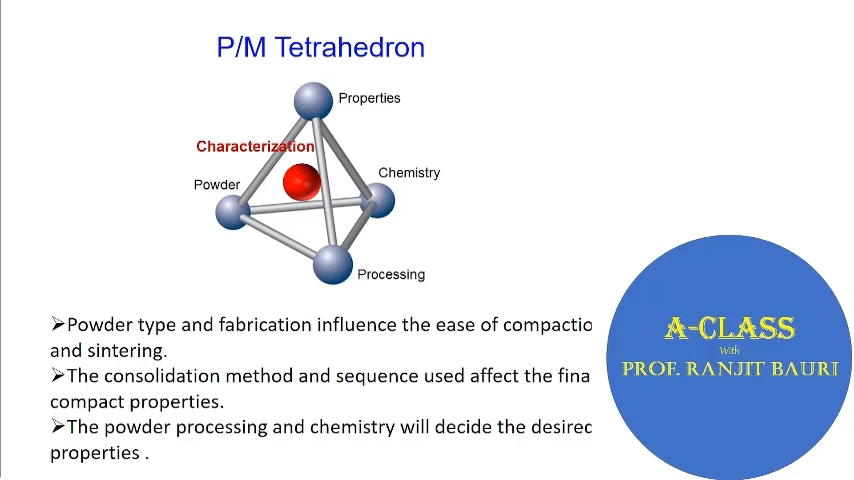 P/M Tetrahedron
Properties
Characterization
Chemistry
Powder
Processing
➢Powder type and fabrication influence the ease of compactio
and sintering.
➢The consolidation method and sequence used affect the fina
compact properties.
➢The powder processing and chemistry will decide the desired
properties .
A-CLASS
With
PROF. RANJIT BAURI